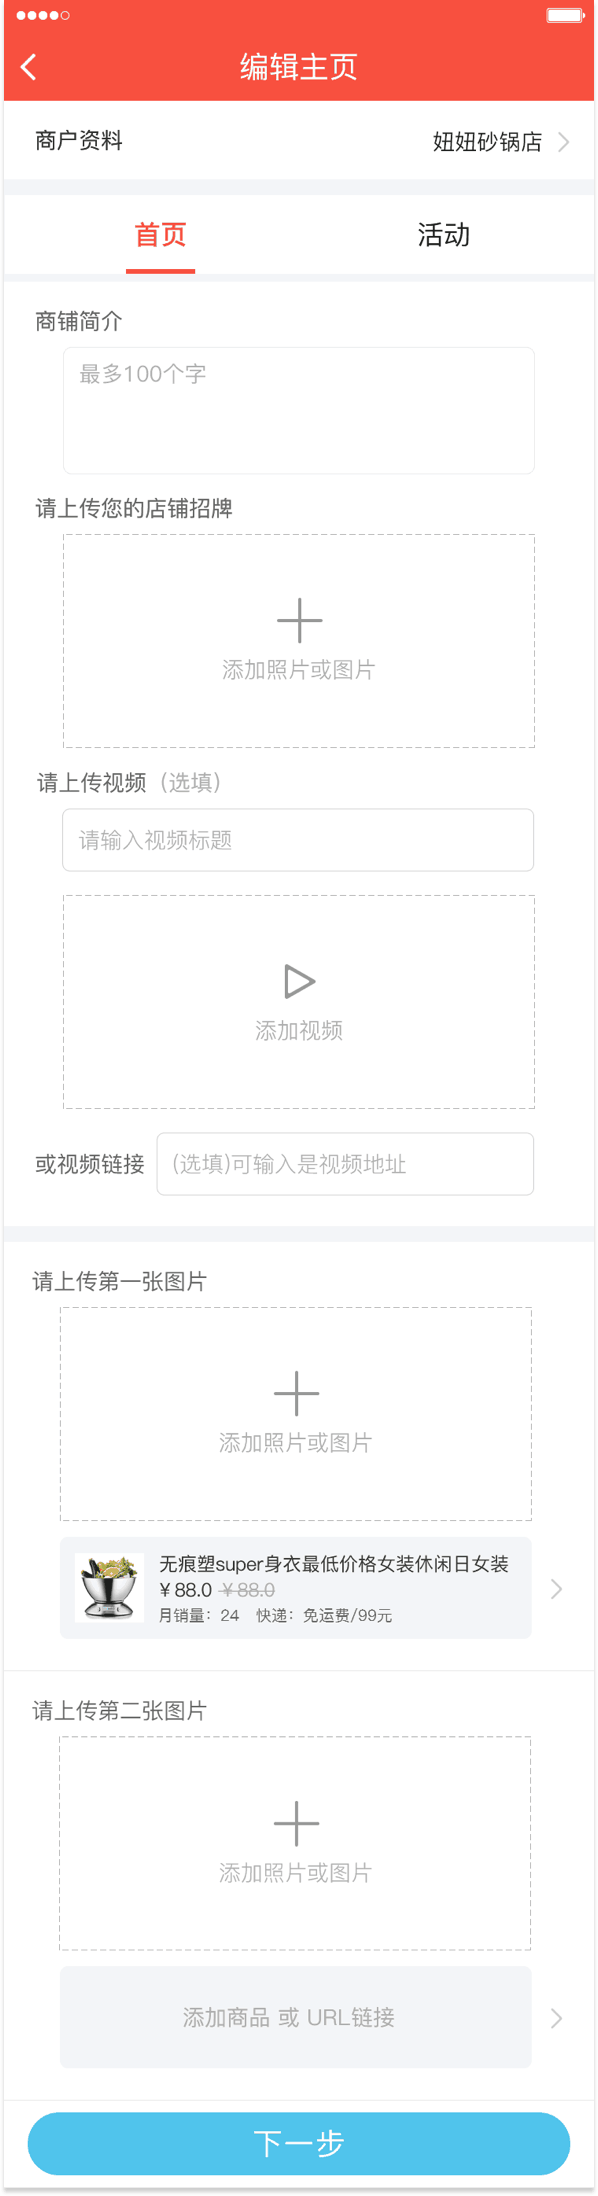 编辑主页
商户资料 妞妞砂锅店
首页 活动
商铺简介
最多100个字
请上传您的店铺招牌
添加照片或图片
请上传视频（选填）
请输入视频标题
添加视频
或视频链接 (选填)可输入是视频地址
请上传第一张图片
添加照片或图片
无痕塑super身衣最低价格女装休闲日女装
¥88.0 ¥88.0
月销量：24 快递：免运费/99元
请上传第二张图片
添加照片或图片
添加商品 或 URL链接
下一步